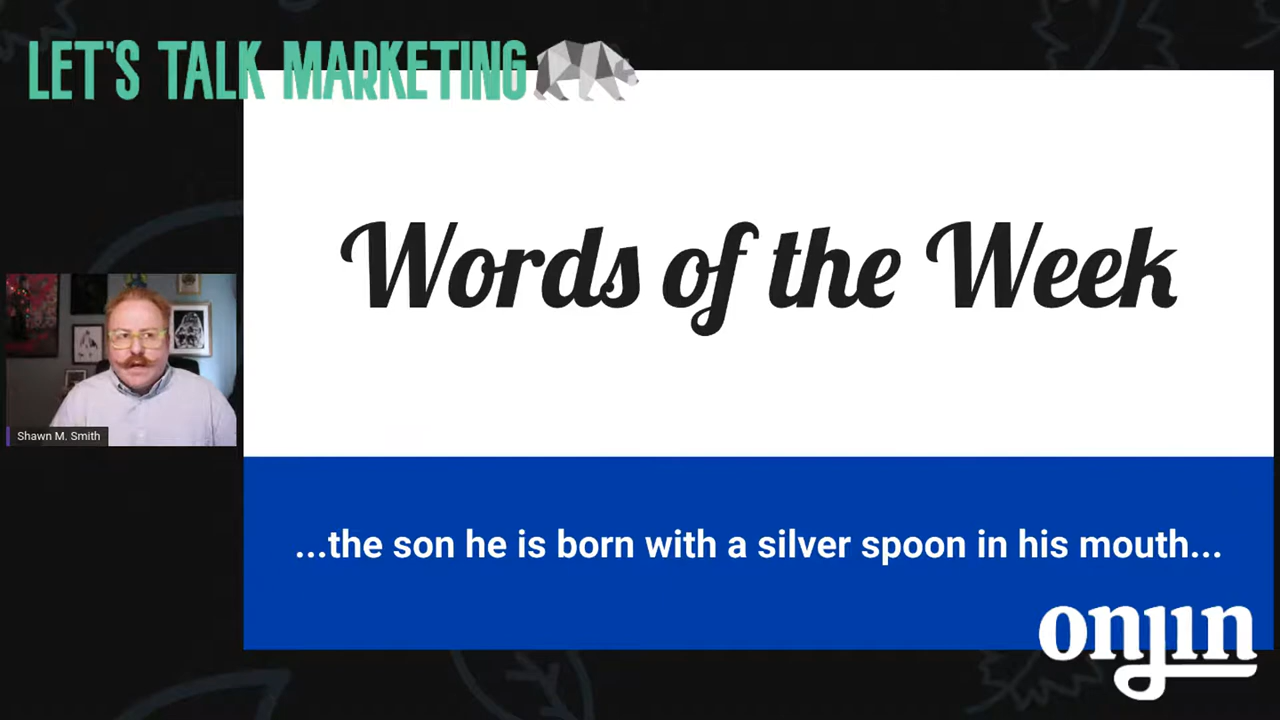 LET'S TALK MARKETING
Words of the Week
Shawn M. Smith
...the son he is born with a silver spoon in his mouth...
onjin